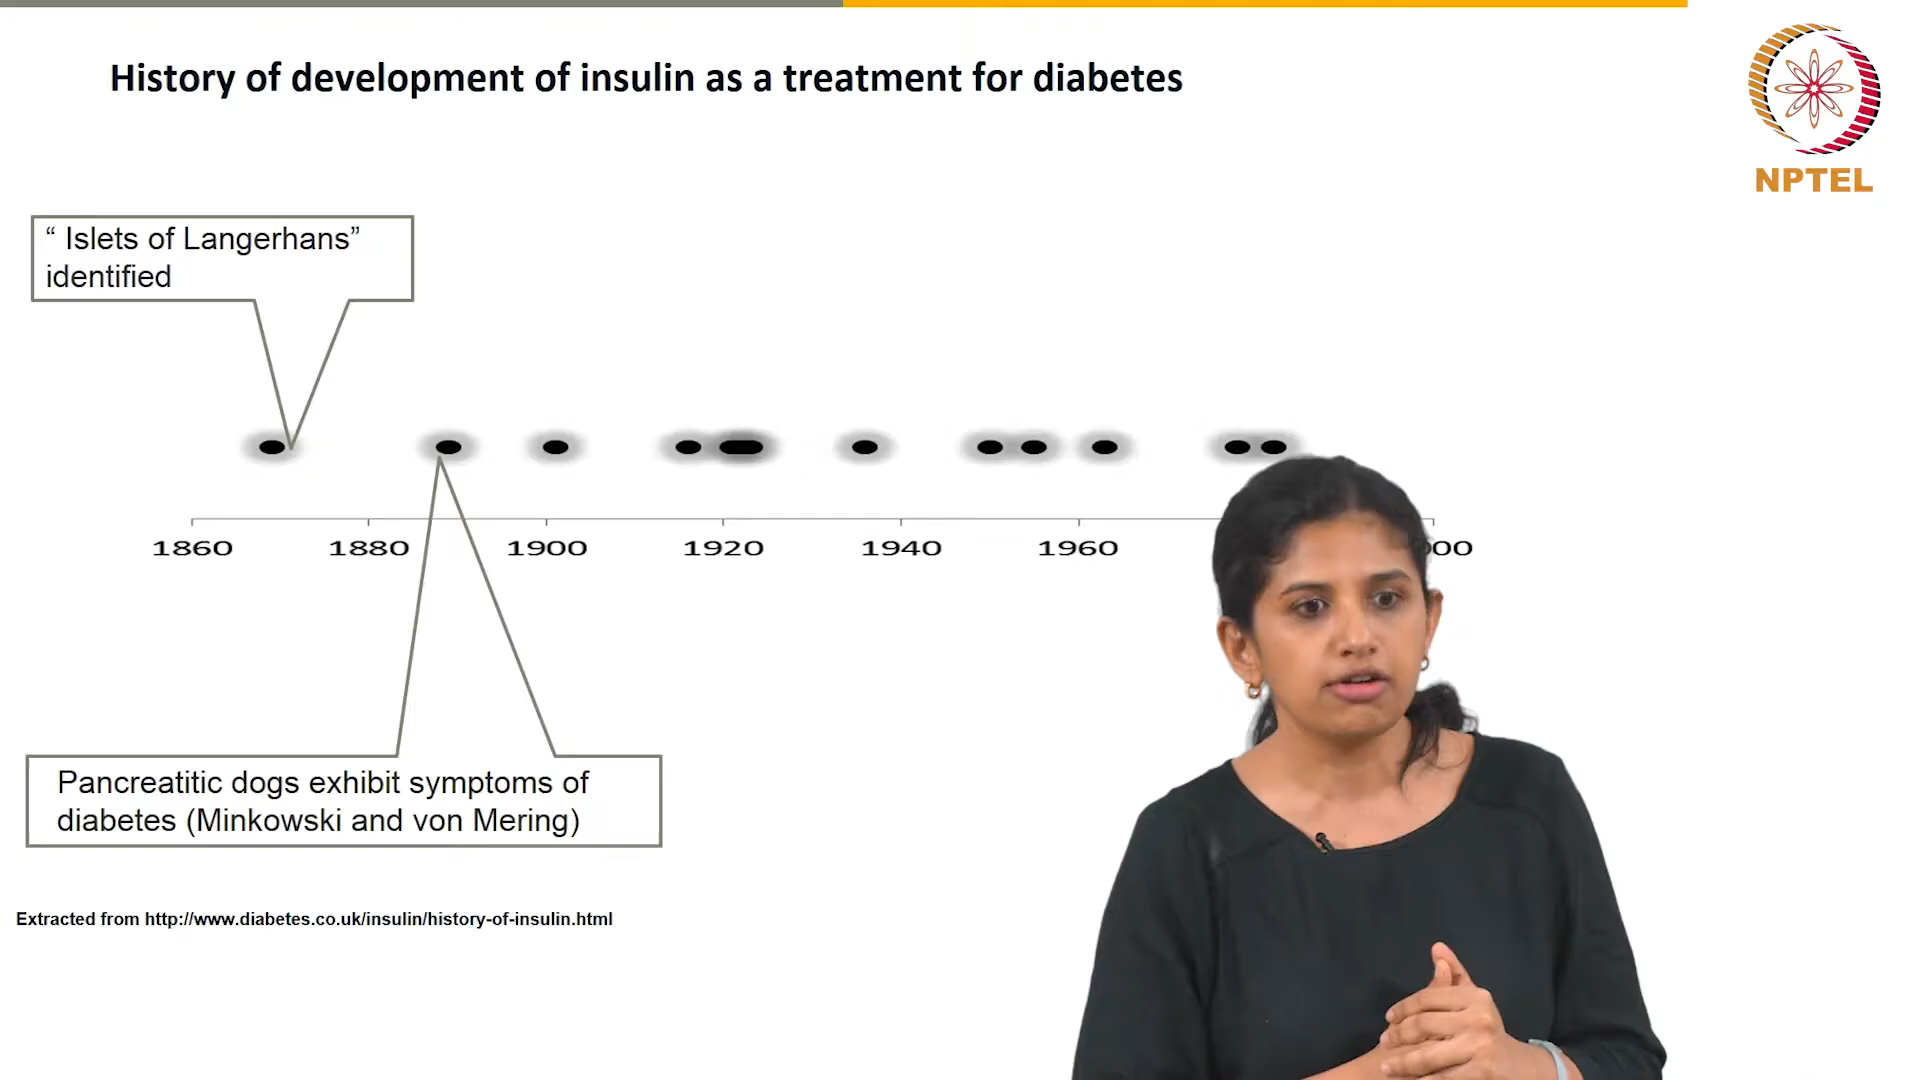 History of development of insulin as a treatment for diabetes
NPTEL
“ Islets of Langerhans”
identified
1860 1880 1900 1920 1940 1960
Pancreatitic dogs exhibit symptoms of
diabetes (Minkowski and von Mering)
Extracted from http://www.diabetes.co.uk/insulin/history-of-insulin.html